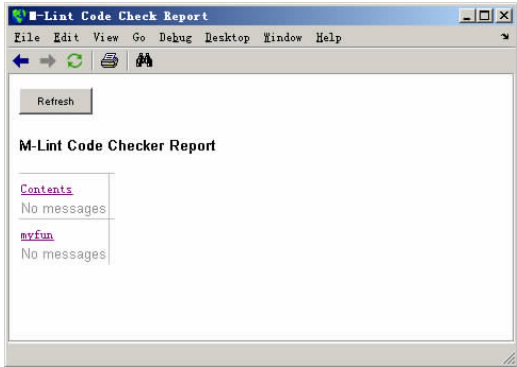 M-Lint Code Check Report
File Edit View Go Debug Desktop Window Help
Refresh
M-Lint Code Checker Report
Contents
No messages
myfun
No messages